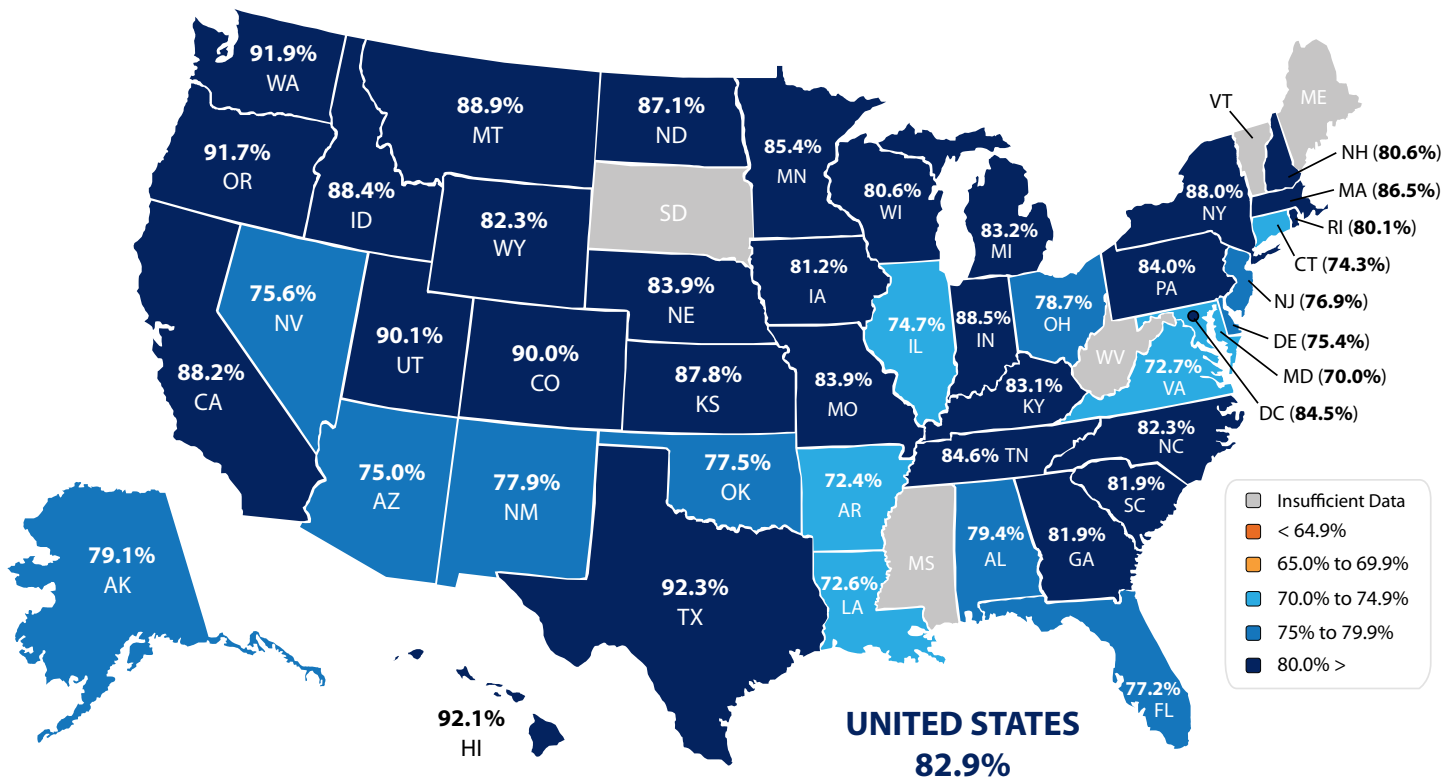 91.9%
WA
91.7%
OR
88.4%
ID
88.9%
MT
87.1%
ND
85.4%
MN
80.6%
WI
83.2%
MI
SD
82.3%
WY
75.6%
NV
90.1%
UT
90.0%
CO
83.9%
NE
81.2%
IA
74.7%
IL
88.5%
IN
78.7%
OH
84.0%
PA
88.0%
NY
VT
ME
NH (80.6%)
MA (86.5%)
RI (80.1%)
CT (74.3%)
NJ (76.9%)
DE (75.4%)
MD (70.0%)
DC (84.5%)
WV
72.7%
VA
88.2%
CA
87.8%
KS
83.9%
MO
83.1%
KY
82.3%
NC
84.6% TN
81.9%
SC
75.0%
AZ
77.9%
NM
77.5%
OK
72.4%
AR
MS
79.4%
AL
81.9%
GA
72.6%
LA
92.3%
TX
77.2%
FL
79.1%
AK
92.1%
HI
UNITED STATES
82.9%
Insufficient Data
< 64.9%
65.0% to 69.9%
70.0% to 74.9%
75% to 79.9%
80.0% >